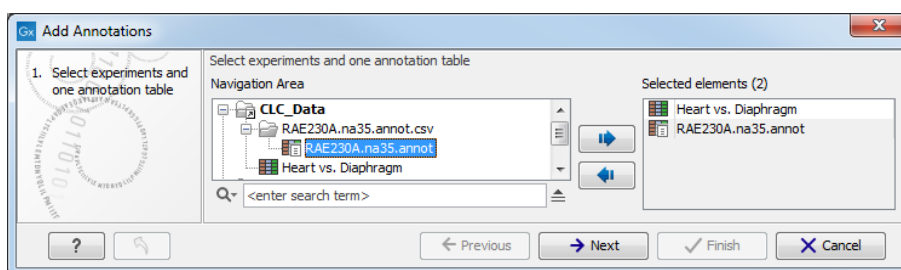 Gx Add Annotations
X
1. Select experiments and
one annotation table
Select experiments and one annotation table
Navigation Area
CLC_Data
RAE230A.na35.annot.csv
RAE230A.na35.annot
Heart vs. Diaphragm
<enter search term>
Selected elements (2)
Heart vs. Diaphragm
RAE230A.na35.annot
?
Previous
Next
Finish
Cancel